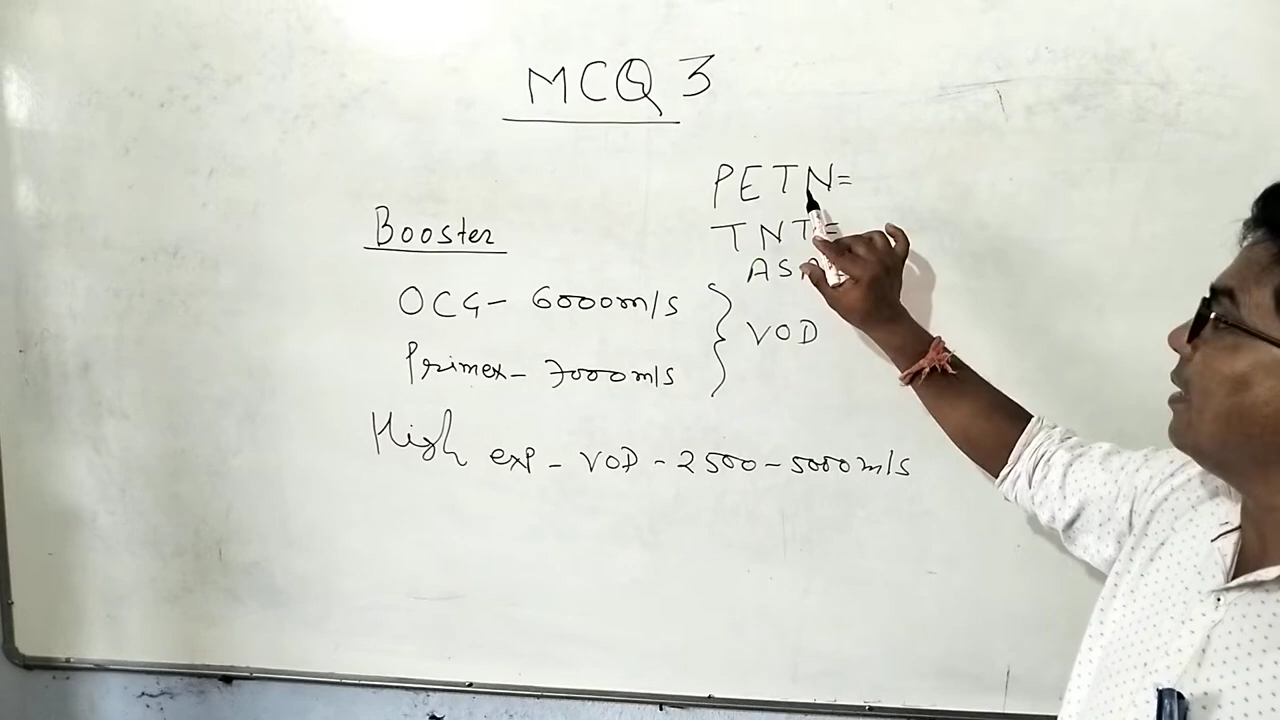 MCQ 3
PETN=
TNT=
Booster
OCG- 6000m/s
Primex- 7000m/s
VOD
High exp - VOD - 2500-5000m/s